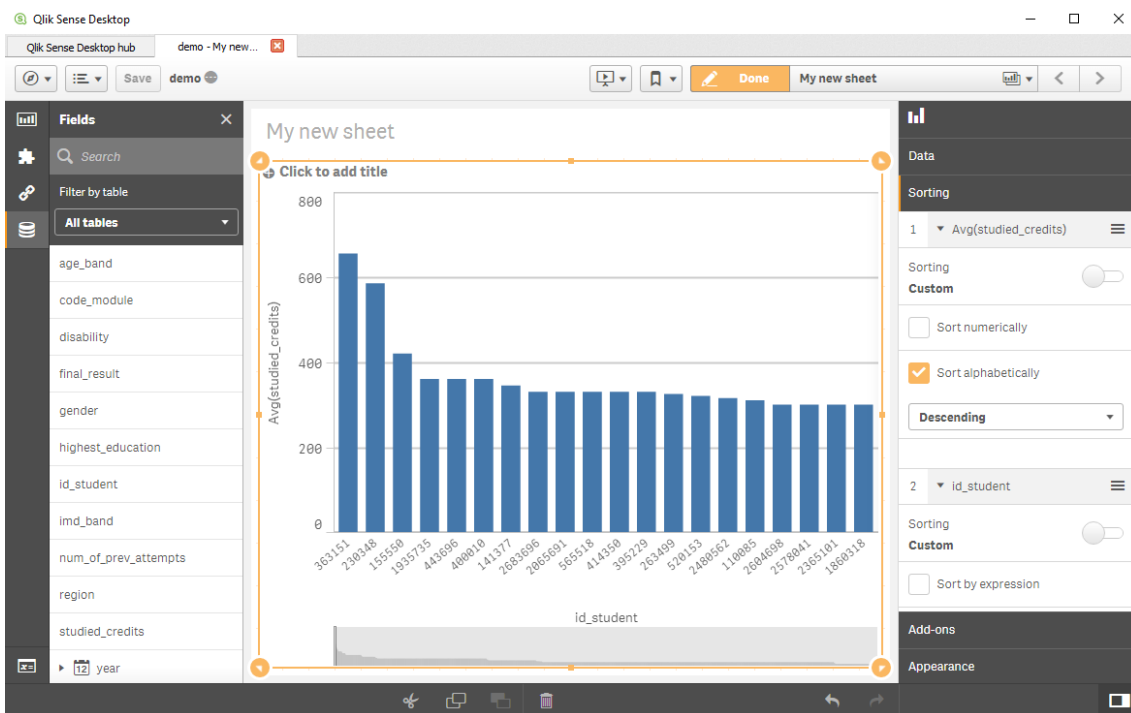 Qlik Sense Desktop
Qlik Sense Desktop hub
demo - My new...
Save
demo
Done
My new sheet
Fields
Search
Filter by table
All tables
age_band
code_module
disability
final_result
gender
highest_education
id_student
imd_band
num_of_prev_attempts
region
studied_credits
12 year
My new sheet
Click to add title
Avg(studied_credits)
800
600
400
200
0
363151
230348
155550
1935735
443696
400010
141377
2683696
2065691
565518
414350
395229
263499
520153
2480562
110085
2604698
2578041
2365101
1860318
id_student
Data
Sorting
1 Avg(studied_credits)
Sorting
Custom
Sort numerically
Sort alphabetically
Descending
2 id_student
Sorting
Custom
Sort by expression
Add-ons
Appearance
x=